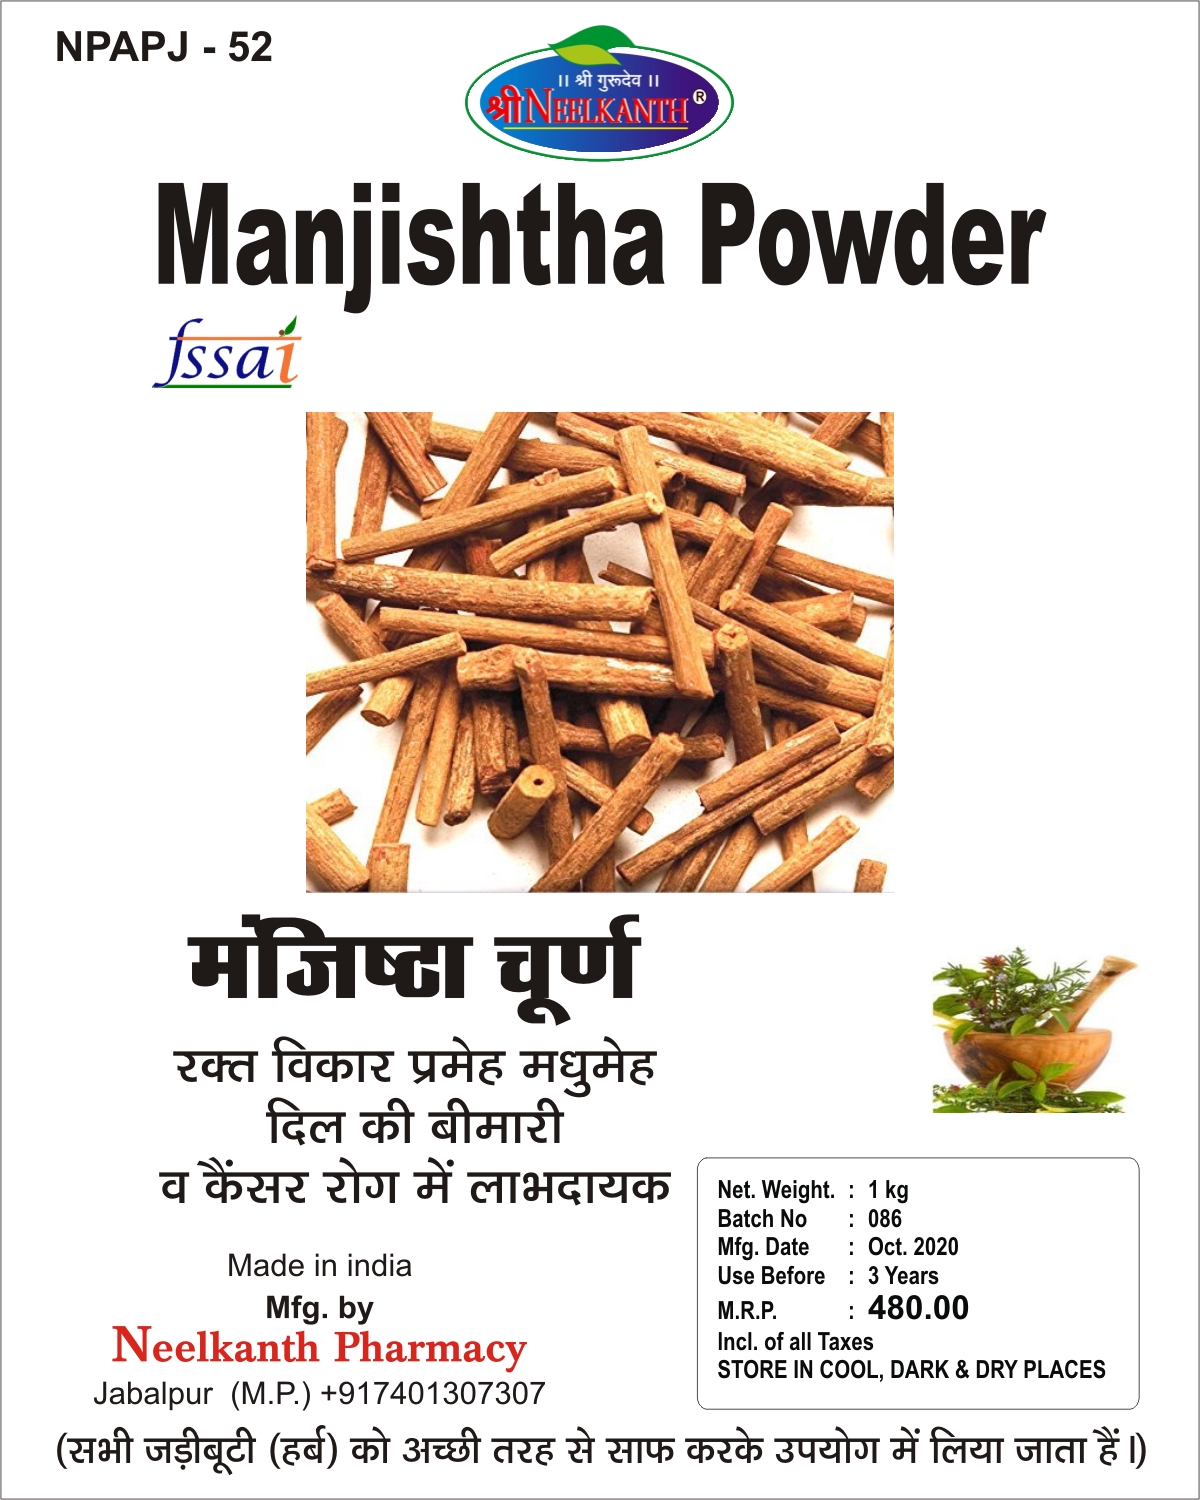 NPAPJ - 52
।। श्री गुरूदेव ।।
श्री NEELKANTH ®
Manjishtha Powder
fssai
मंजिष्ठा चूर्ण
रक्त विकार प्रमेह मधुमेह
दिल की बीमारी
व कैंसर रोग में लाभदायक
Made in india
Mfg. by
Neelkanth Pharmacy
Jabalpur (M.P.) +917401307307
Net. Weight. : 1 kg
Batch No : 086
Mfg. Date : Oct. 2020
Use Before : 3 Years
M.R.P. : 480.00
Incl. of all Taxes
STORE IN COOL, DARK & DRY PLACES
(सभी जड़ीबूटी (हर्ब) को अच्छी तरह से साफ करके उपयोग में लिया जाता हैं।)